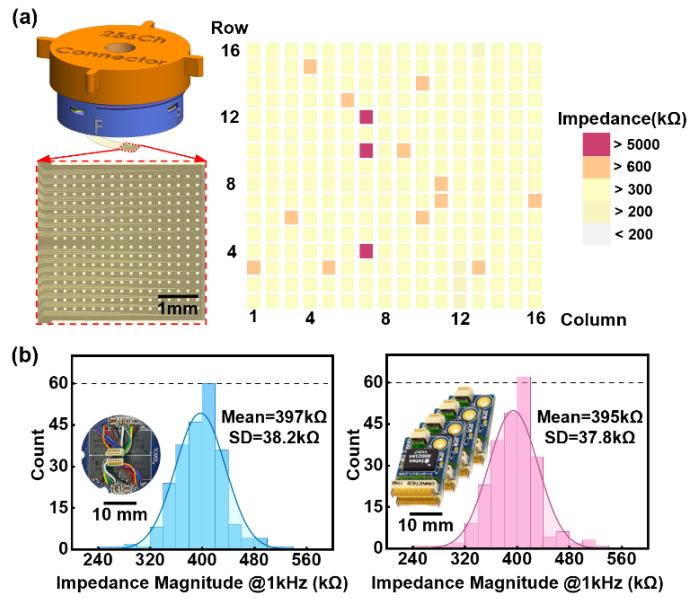 (a)
256Ch
Connector
F
1mm
Row
16
12
8
4
1 4 8 12 16 Column
Impedance(kΩ)
> 5000
> 600
> 300
> 200
< 200
(b)
60
45
30
15
0
Count
Mean=397kΩ
SD=38.2kΩ
10 mm
240 320 400 480 560
Impedance Magnitude @1kHz (kΩ)
60
45
30
15
0
Count
Mean=395kΩ
SD=37.8kΩ
10 mm
240 320 400 480 560
Impedance Magnitude @1kHz (kΩ)